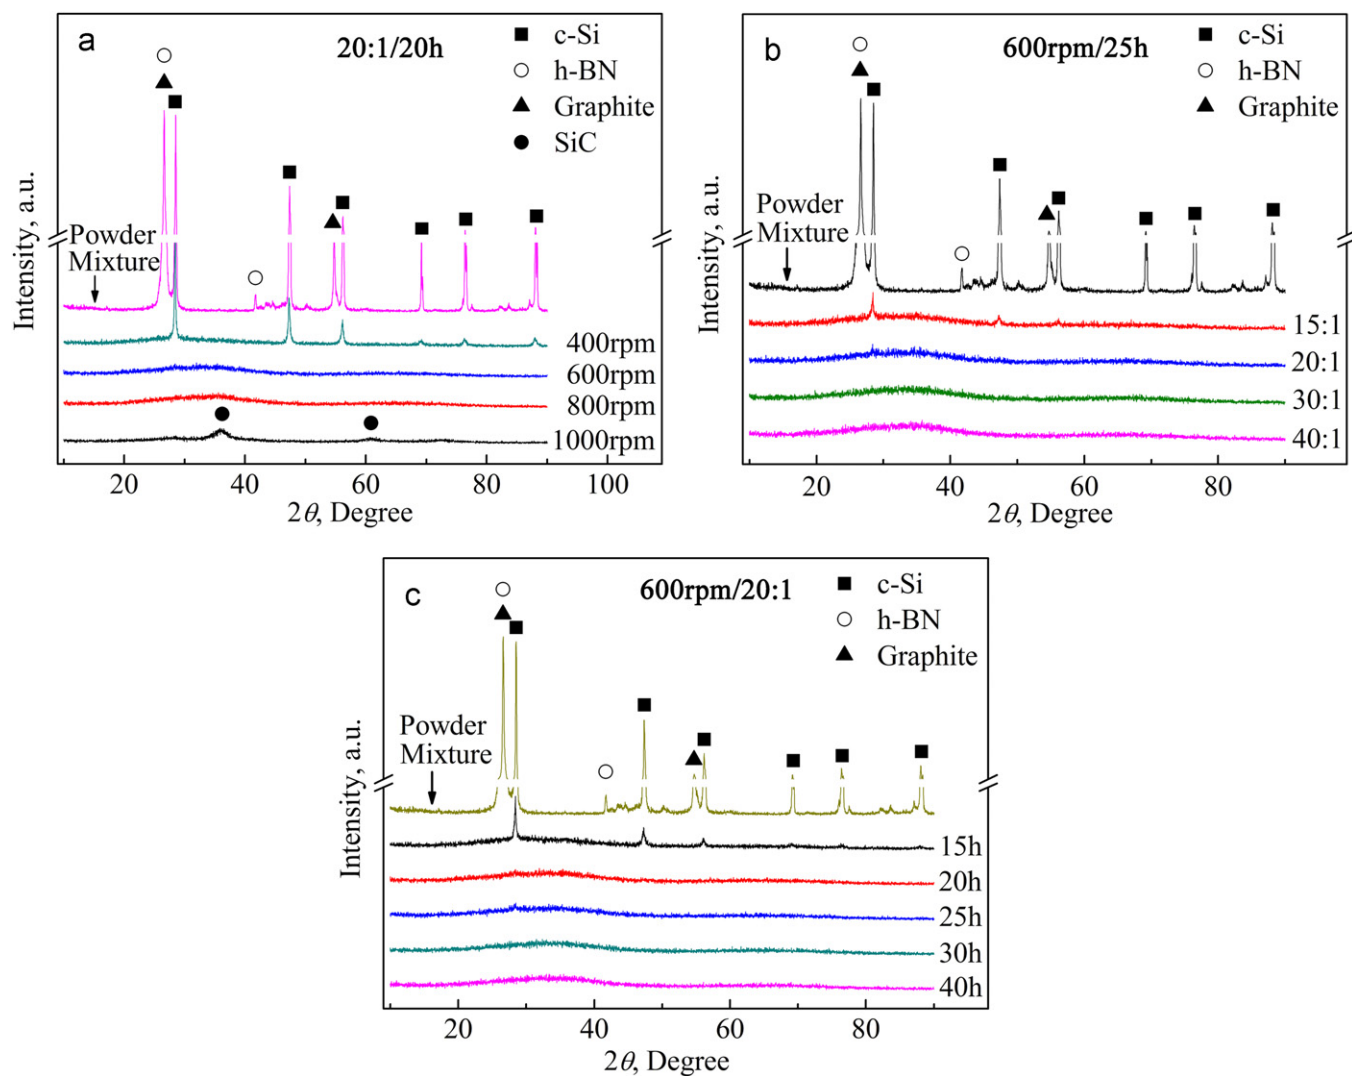 a
20:1/20h
c-Si
h-BN
Graphite
SiC
Powder
Mixture
400rpm
600rpm
800rpm
1000rpm
Intensity, a.u.
20
40
60
80
100
2θ, Degree
b
600rpm/25h
c-Si
h-BN
Graphite
Powder
Mixture
15:1
20:1
30:1
40:1
Intensity, a.u.
20
40
60
80
2θ, Degree
c
600rpm/20:1
c-Si
h-BN
Graphite
Powder
Mixture
15h
20h
25h
30h
40h
Intensity, a.u.
20
40
60
80
2θ, Degree